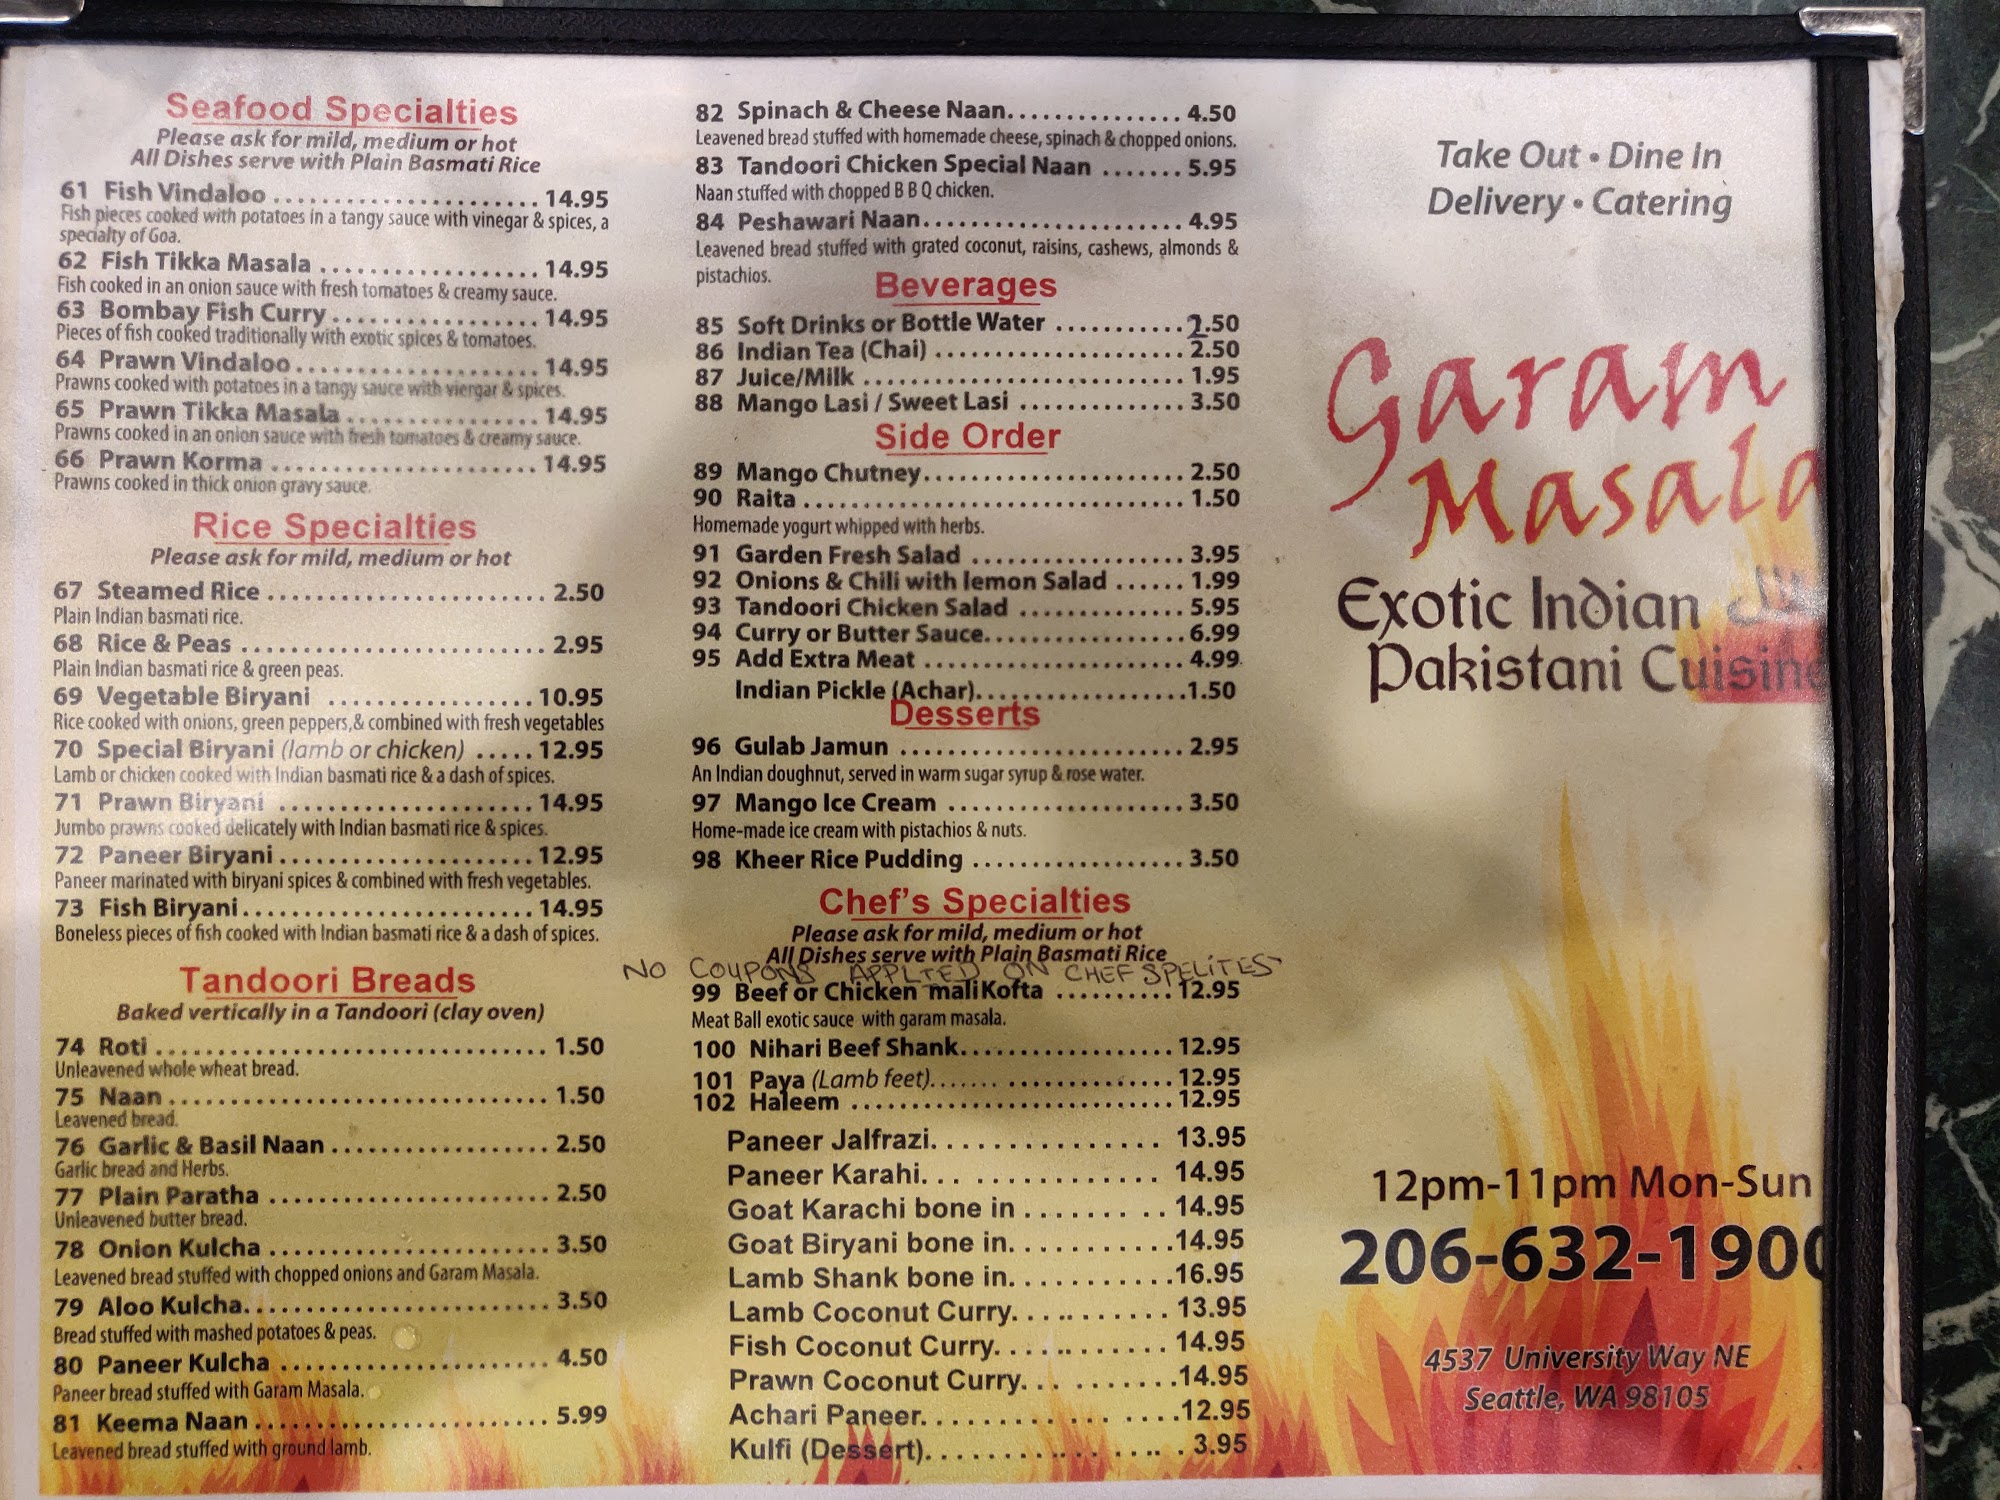 Seafood Specialties
Please ask for mild, medium or hot
All Dishes serve with Plain Basmati Rice
61 Fish Vindaloo ...................... 14.95
Fish pieces cooked with potatoes in a tangy sauce with vinegar & spices, a
specialty of Goa.
62 Fish Tikka Masala .................. 14.95
Fish cooked in an onion sauce with fresh tomatoes & creamy sauce.
63 Bombay Fish Curry ................. 14.95
Pieces of fish cooked traditionally with exotic spices & tomatoes.
64 Prawn Vindaloo .................... 14.95
Prawns cooked with potatoes in a tangy sauce with viergar & spices.
65 Prawn Tikka Masala ................ 14.95
Prawns cooked in an onion sauce with fresh tomatoes & creamy sauce.
66 Prawn Korma ...................... 14.95
Prawns cooked in thick onion gravy sauce.
Rice Specialties
Please ask for mild, medium or hot
67 Steamed Rice ....................... 2.50
Plain Indian basmati rice.
68 Rice & Peas ......................... 2.95
Plain Indian basmati rice & green peas.
69 Vegetable Biryani ................. 10.95
Rice cooked with onions, green peppers,& combined with fresh vegetables
70 Special Biryani (lamb or chicken) ..... 12.95
Lamb or chicken cooked with Indian basmati rice & a dash of spices.
71 Prawn Biryani ..................... 14.95
Jumbo prawns cooked delicately with Indian basmati rice & spices.
72 Paneer Biryani ..................... 12.95
Paneer marinated with biryani spices & combined with fresh vegetables.
73 Fish Biryani ........................ 14.95
Boneless pieces of fish cooked with Indian basmati rice & a dash of spices.
Tandoori Breads
Baked vertically in a Tandoori (clay oven)
74 Roti ................................ 1.50
Unleavened whole wheat bread.
75 Naan ............................... 1.50
Leavened bread.
76 Garlic & Basil Naan .................. 2.50
Garlic bread and Herbs.
77 Plain Paratha ....................... 2.50
Unleavened butter bread.
78 Onion Kulcha ....................... 3.50
Leavened bread stuffed with chopped onions and Garam Masala.
79 Aloo Kulcha......................... 3.50
Bread stuffed with mashed potatoes & peas.
80 Paneer Kulcha ...................... 4.50
Paneer bread stuffed with Garam Masala.
81 Keema Naan ........................ 5.99
Leavened bread stuffed with ground lamb.
82 Spinach & Cheese Naan............... 4.50
Leavened bread stuffed with homemade cheese, spinach & chopped onions.
83 Tandoori Chicken Special Naan ....... 5.95
Naan stuffed with chopped B B Q chicken.
84 Peshawari Naan...................... 4.95
Leavened bread stuffed with grated coconut, raisins, cashews, almonds &
pistachios.
Beverages
85 Soft Drinks or Bottle Water ........... 2.50
86 Indian Tea (Chai) ..................... 2.50
87 Juice/Milk ........................... 1.95
88 Mango Lasi / Sweet Lasi .............. 3.50
Side Order
89 Mango Chutney...................... 2.50
90 Raita ............................... 1.50
Homemade yogurt whipped with herbs.
91 Garden Fresh Salad .................. 3.95
92 Onions & Chili with lemon Salad ...... 1.99
93 Tandoori Chicken Salad .............. 5.95
94 Curry or Butter Sauce................. 6.99
95 Add Extra Meat ...................... 4.99
Indian Pickle (Achar)....................1.50
Desserts
96 Gulab Jamun ........................ 2.95
An Indian doughnut, served in warm sugar syrup & rose water.
97 Mango Ice Cream .................... 3.50
Home-made ice cream with pistachios & nuts.
98 Kheer Rice Pudding .................. 3.50
Chef's Specialties
Please ask for mild, medium or hot
All Dishes serve with Plain Basmati Rice
NO COUPONS APPLIED ON CHEF SPELITES
99 Beef or Chicken maliKofta .......... 12.95
Meat Ball exotic sauce with garam masala.
100 Nihari Beef Shank................... 12.95
101 Paya (Lamb feet)....... ............... 12.95
102 Haleem ............................ 12.95
Paneer Jalfrazi. . . . . . . . . . . . . . . 13.95
Paneer Karahi. . . . . . . . . . . . . . . 14.95
Goat Karachi bone in . . . . . . . . . 14.95
Goat Biryani bone in. . . . . . . . . . .14.95
Lamb Shank bone in. . . . . . . . . . .16.95
Lamb Coconut Curry. . . .. . . . . . . 13.95
Fish Coconut Curry. . . . .. . . . . . . 14.95
Prawn Coconut Curry. . . . . . . . . .14.95
Achari Paneer. . . . . . . . . . . . . . . .12.95
Kulfi (Dessert). . . . . . . . . . . . .. . 3.95
Take Out • Dine In
Delivery • Catering
Garam
Masala
Exotic Indian
Pakistani Cuisine
12pm-11pm Mon-Sun
206-632-1900
4537 University Way NE
Seattle, WA 98105